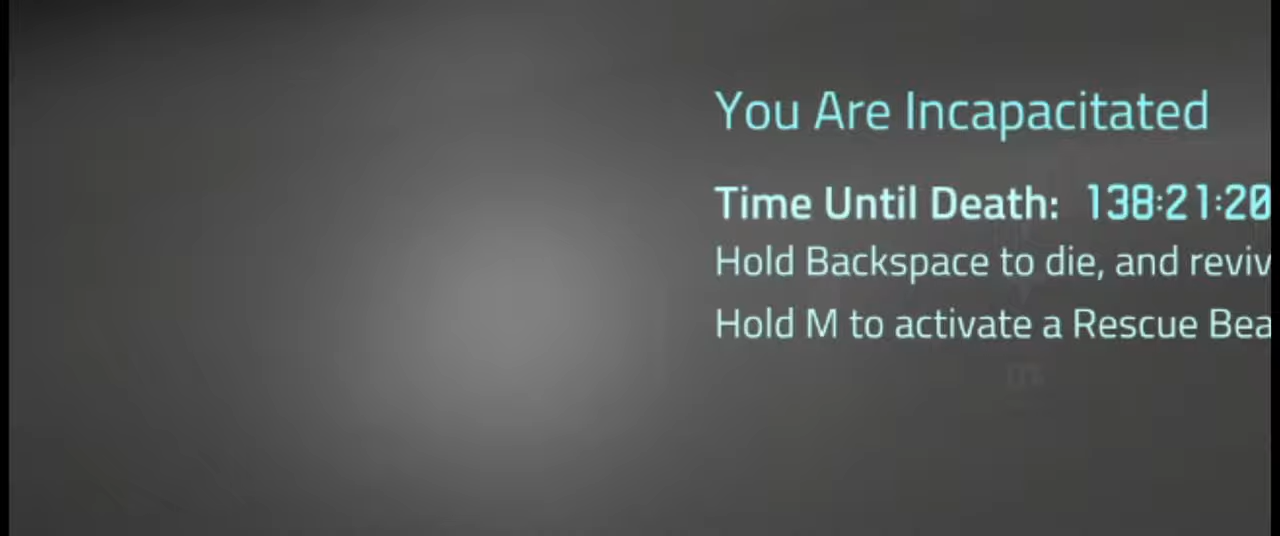 You Are Incapacitated
Time Until Death: 138:21:20
Hold Backspace to die, and reviv
Hold M to activate a Rescue Bea